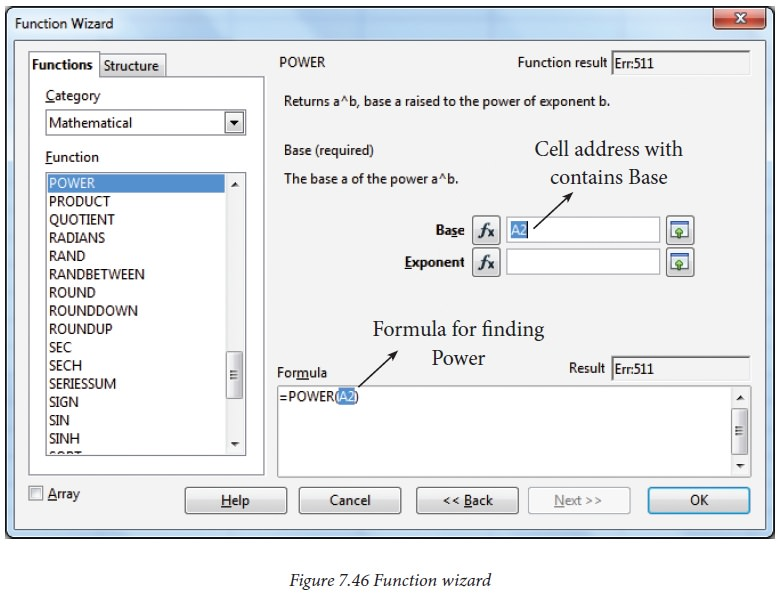 Function Wizard
Functions
Structure
Category
Mathematical
Function
POWER
PRODUCT
QUOTIENT
RADIANS
RAND
RANDBETWEEN
ROUND
ROUNDDOWN
ROUNDUP
SEC
SECH
SERIESSUM
SIGN
SIN
SINH
POWER
Function result Err:511
Returns a^b, base a raised to the power of exponent b.
Base (required)
The base a of the power a^b.
Cell address with
contains Base
Base fx A2
Exponent fx
Formula for finding
Power
Formula
Result Err:511
=POWER(A2)
Array
Help
Cancel
<< Back
Next >>
OK
Figure 7.46 Function wizard